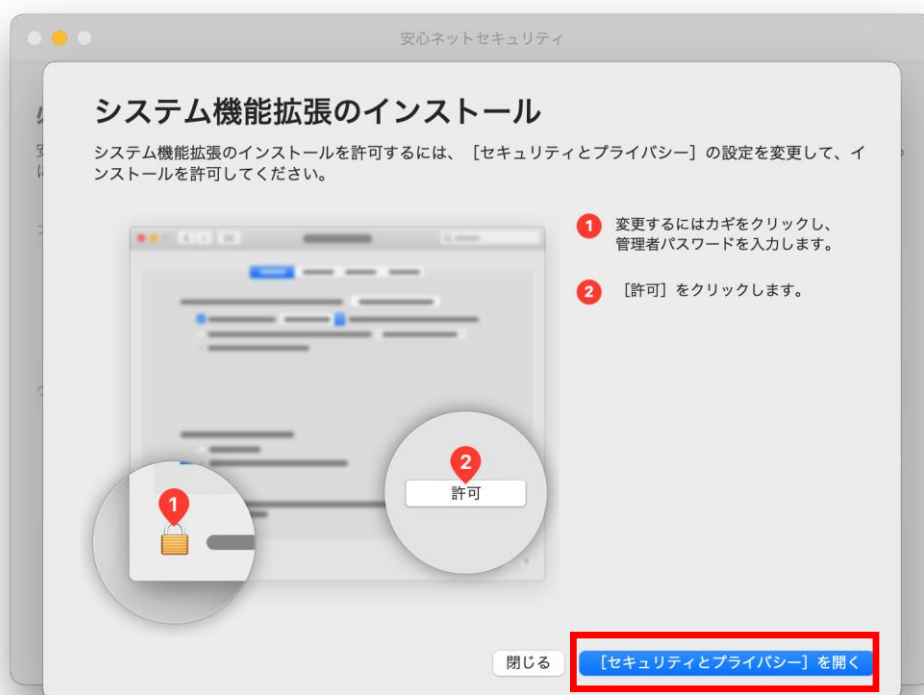 安心ネットセキュリティ
システム機能拡張のインストール
システム機能拡張のインストールを許可するには、［セキュリティとプライバシー］の設定を変更して、イ
ンストールを許可してください。
1 変更するにはカギをクリックし、
管理者パスワードを入力します。
2 ［許可］をクリックします。
2
許可
1
閉じる
［セキュリティとプライバシー］を開く